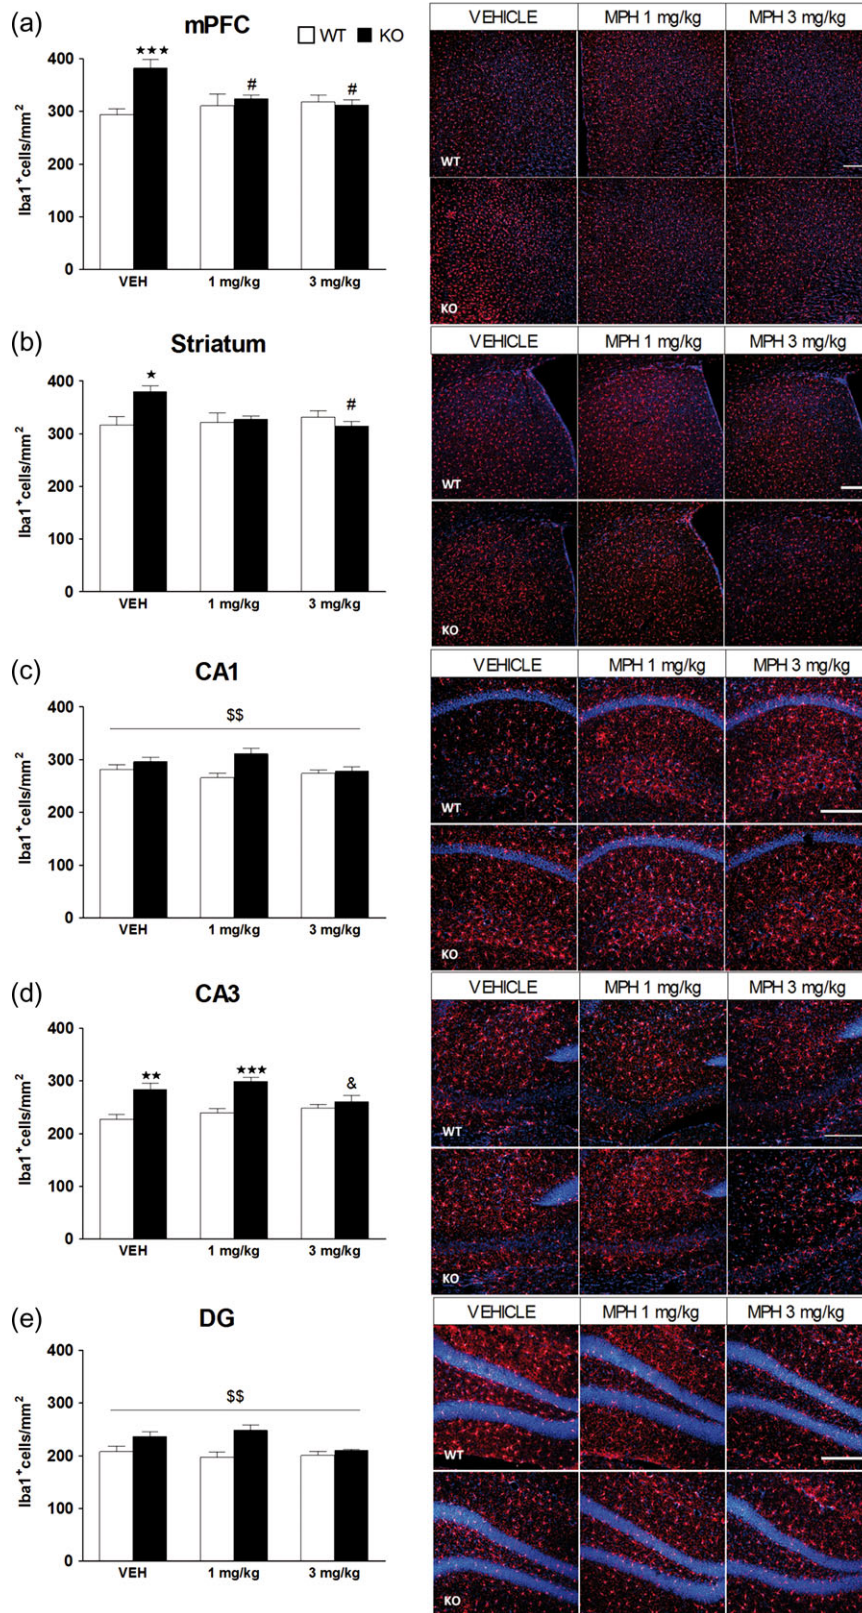 (a)
mPFC
WT KO
Iba1⁺cells/mm²
400
300
200
100
0
★★★
#
#
VEH 1 mg/kg 3 mg/kg
VEHICLE MPH 1 mg/kg MPH 3 mg/kg
WT
KO
(b)
Striatum
Iba1⁺cells/mm²
400
300
200
100
0
★
#
VEH 1 mg/kg 3 mg/kg
VEHICLE MPH 1 mg/kg MPH 3 mg/kg
WT
KO
(c)
CA1
Iba1⁺cells/mm²
400
300
200
100
0
$$
VEH 1 mg/kg 3 mg/kg
VEHICLE MPH 1 mg/kg MPH 3 mg/kg
WT
KO
(d)
CA3
Iba1⁺cells/mm²
400
300
200
100
0
★★
★★★
&
VEH 1 mg/kg 3 mg/kg
VEHICLE MPH 1 mg/kg MPH 3 mg/kg
WT
KO
(e)
DG
Iba1⁺cells/mm²
400
300
200
100
0
$$
VEH 1 mg/kg 3 mg/kg
VEHICLE MPH 1 mg/kg MPH 3 mg/kg
WT
KO